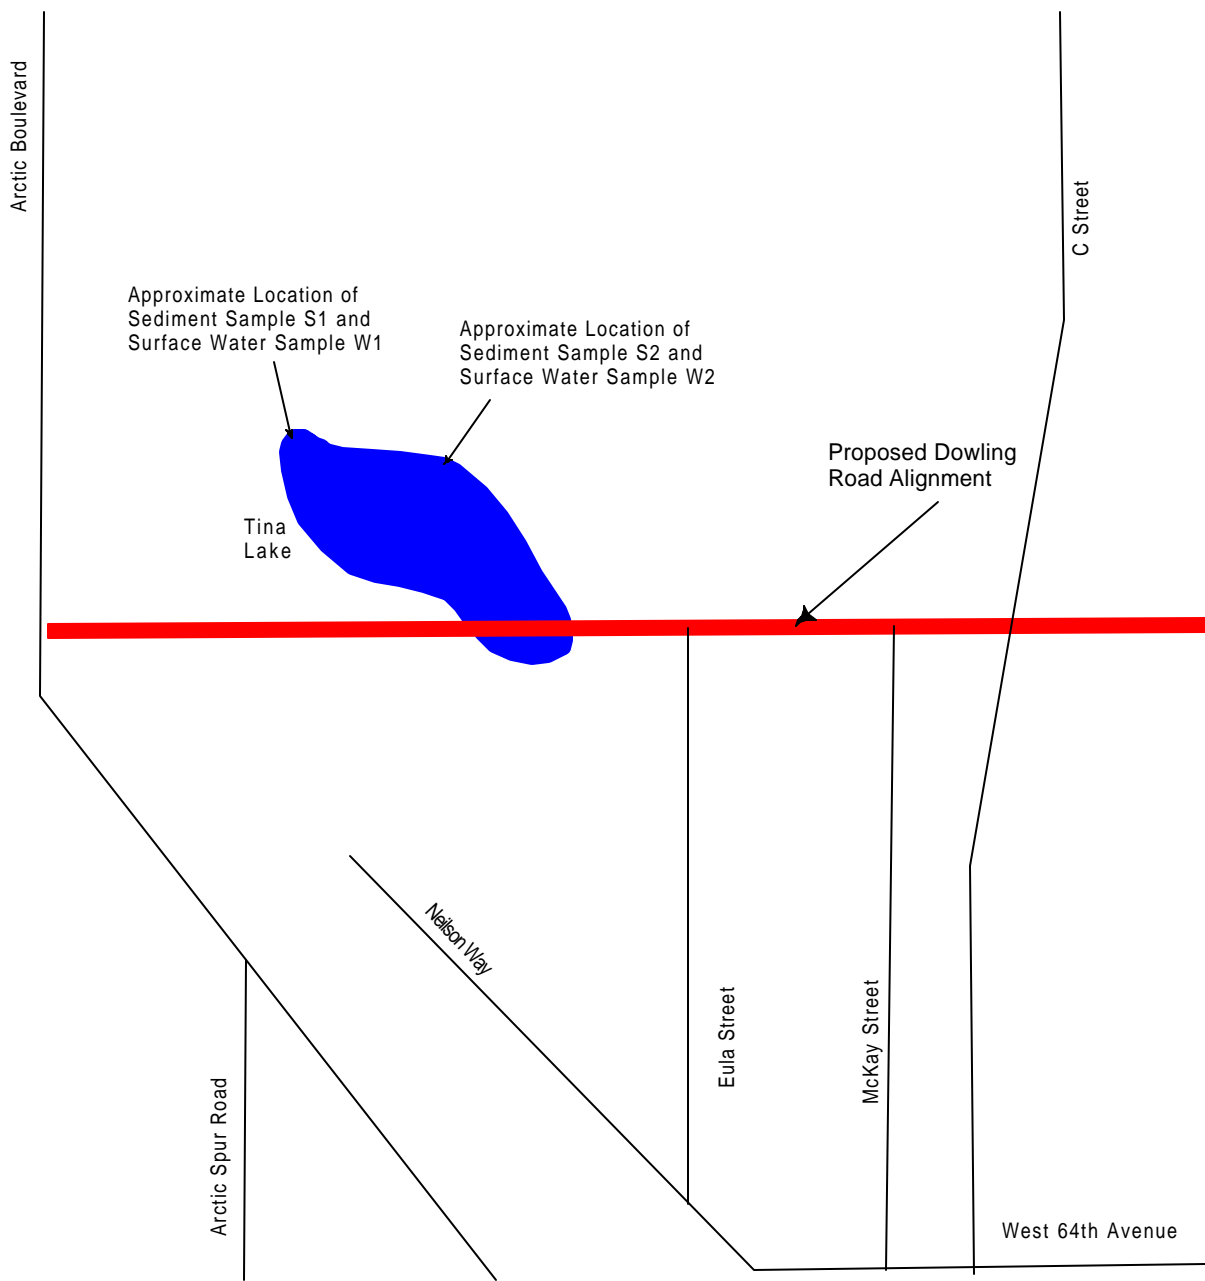 Arctic Boulevard
C Street
Approximate Location of
Sediment Sample S1 and
Surface Water Sample W1
Approximate Location of
Sediment Sample S2 and
Surface Water Sample W2
Proposed Dowling
Road Alignment
Tina
Lake
Neilson Way
Eula Street
McKay Street
Arctic Spur Road
West 64th Avenue